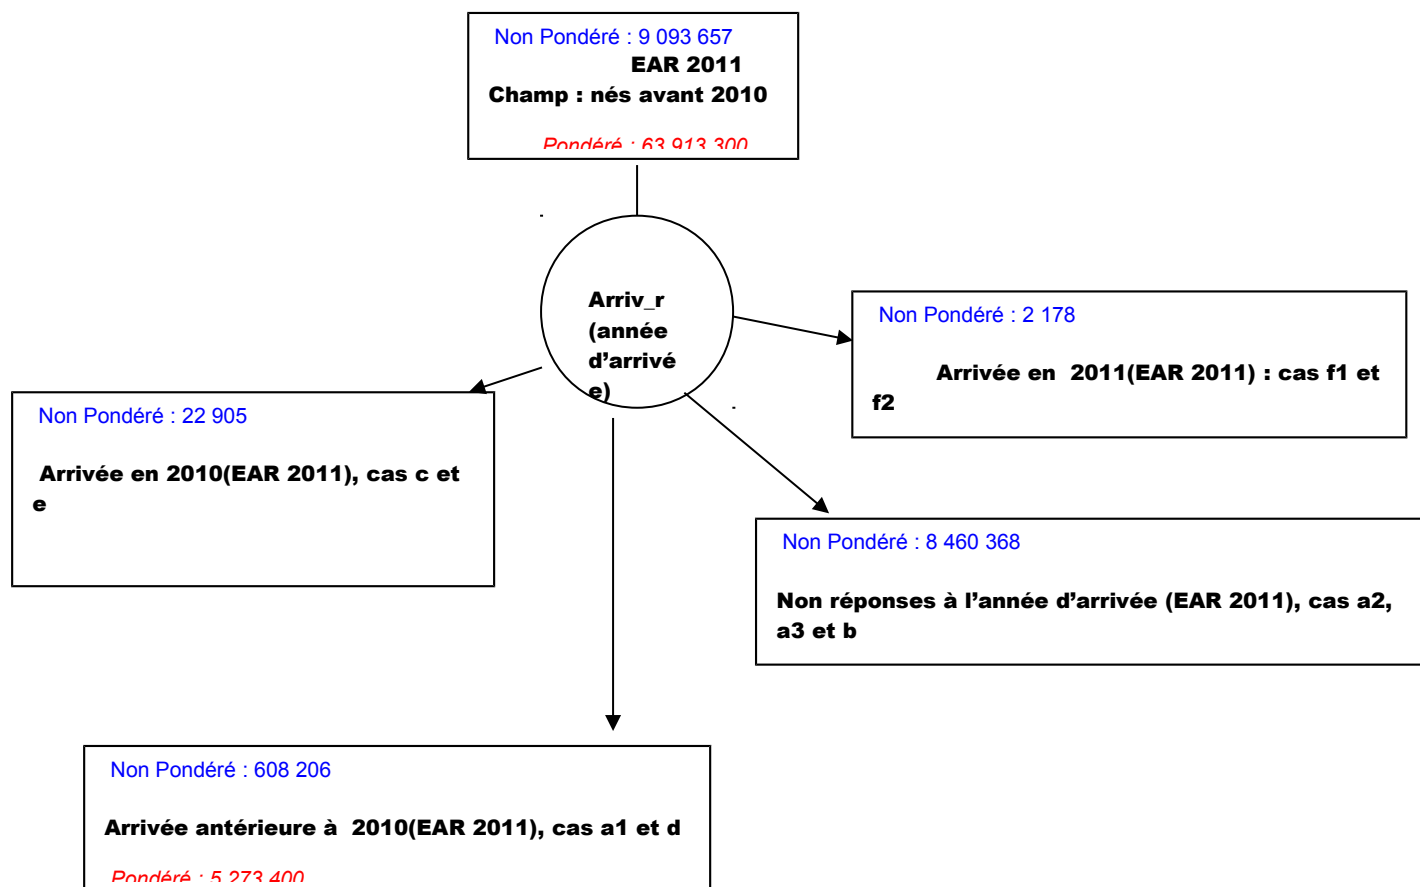 Non Pondéré : 9 093 657
EAR 2011
Champ : nés avant 2010
Pondéré : 63 913 300
Arriv_r
(année
d’arrivé
e)
Non Pondéré : 2 178
Arrivée en  2011(EAR 2011) : cas f1 et
f2
Non Pondéré : 22 905
Arrivée en 2010(EAR 2011), cas c et
e
Non Pondéré : 8 460 368
Non réponses à l’année d’arrivée (EAR 2011), cas a2,
a3 et b
Non Pondéré : 608 206
Arrivée antérieure à  2010(EAR 2011), cas a1 et d
Pondéré : 5 273 400